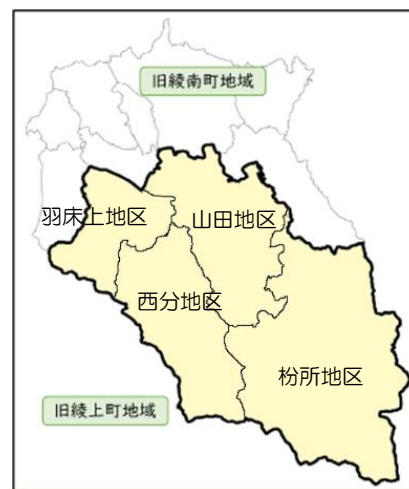 旧綾南町地域
羽床上地区
山田地区
西分地区
枌所地区
旧綾上町地域